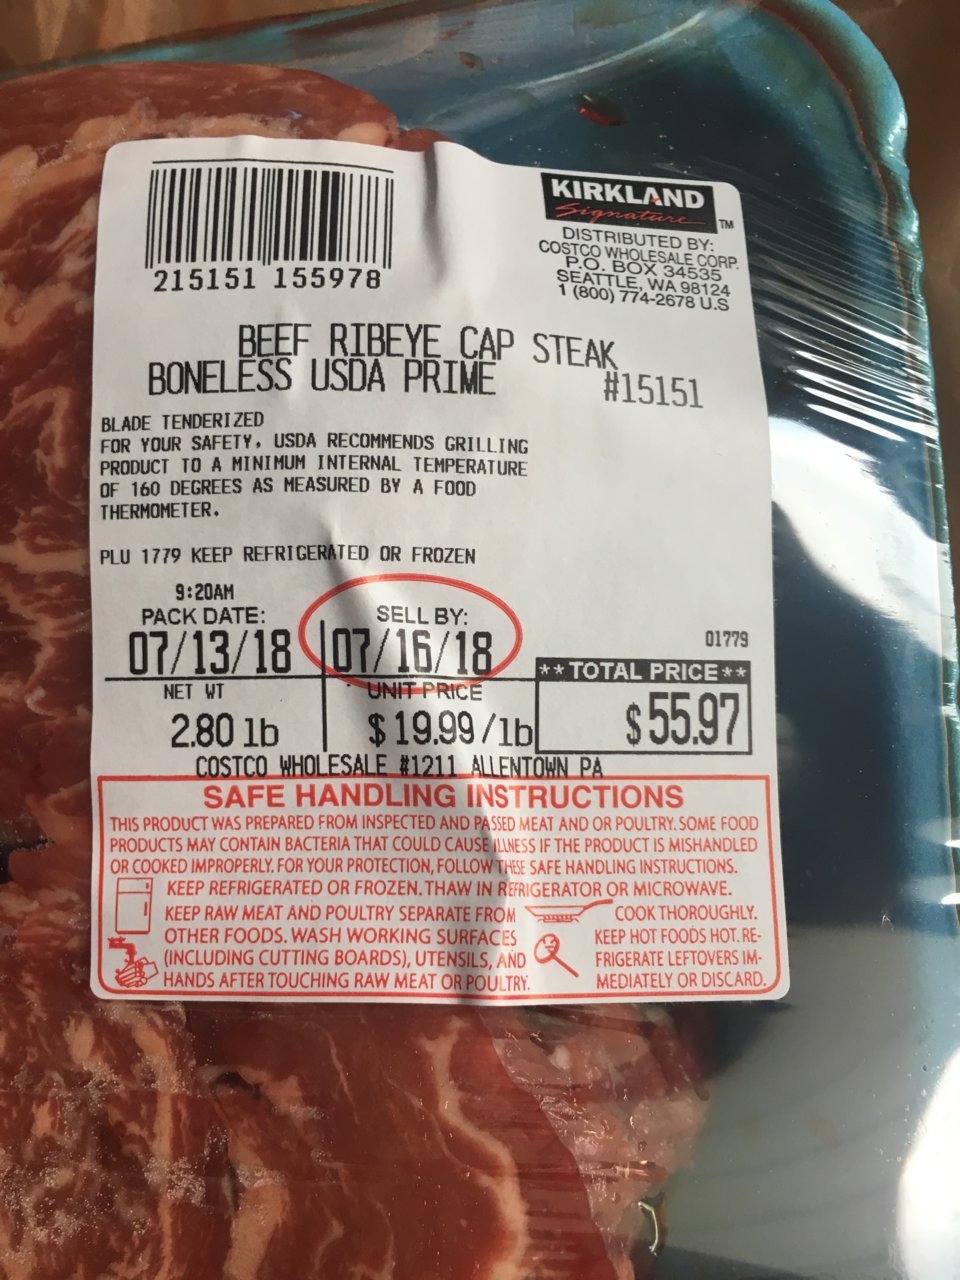 215151 155978
KIRKLAND
Signature
TM
DISTRIBUTED BY:
COSTCO WHOLESALE CORP.
P.O. BOX 34535
SEATTLE, WA 98124
1 (800) 774-2678 U.S
BEEF RIBEYE CAP STEAK
BONELESS USDA PRIME
#15151
BLADE TENDERIZED
FOR YOUR SAFETY, USDA RECOMMENDS GRILLING
PRODUCT TO A MINIMUM INTERNAL TEMPERATURE
OF 160 DEGREES AS MEASURED BY A FOOD
THERMOMETER.
PLU 1779 KEEP REFRIGERATED OR FROZEN
9:20AM
PACK DATE:
07/13/18
SELL BY:
07/16/18
01779
NET WT
2.80 lb
UNIT PRICE
$19.99/lb
**TOTAL PRICE**
$55.97
COSTCO WHOLESALE #1211 ALLENTOWN PA
SAFE HANDLING INSTRUCTIONS
THIS PRODUCT WAS PREPARED FROM INSPECTED AND PASSED MEAT AND OR POULTRY. SOME FOOD
PRODUCTS MAY CONTAIN BACTERIA THAT COULD CAUSE ILLNESS IF THE PRODUCT IS MISHANDLED
OR COOKED IMPROPERLY. FOR YOUR PROTECTION, FOLLOW THESE SAFE HANDLING INSTRUCTIONS.
KEEP REFRIGERATED OR FROZEN. THAW IN REFRIGERATOR OR MICROWAVE.
KEEP RAW MEAT AND POULTRY SEPARATE FROM
OTHER FOODS. WASH WORKING SURFACES
(INCLUDING CUTTING BOARDS), UTENSILS, AND
HANDS AFTER TOUCHING RAW MEAT OR POULTRY.
COOK THOROUGHLY.
KEEP HOT FOODS HOT. RE-
FRIGERATE LEFTOVERS IM-
MEDIATELY OR DISCARD.